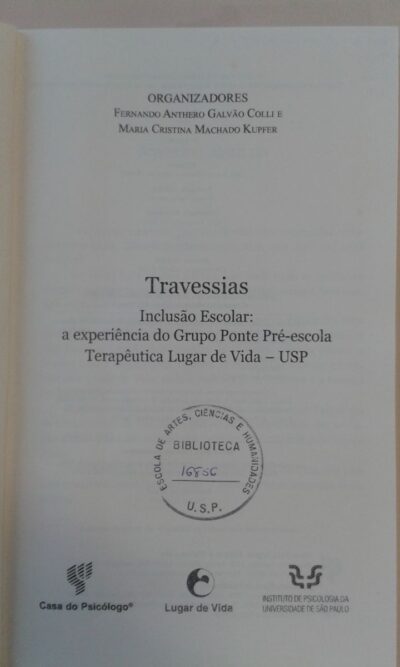 ORGANIZADORES
FERNANDO ANTHERO GALVÃO COLLI E
MARIA CRISTINA MACHADO KUPFER
Travessias
Inclusão Escolar:
a experiência do Grupo Ponte Pré-escola
Terapêutica Lugar de Vida – USP
ESCOLA DE ARTES, CIÊNCIAS E HUMANIDADES
BIBLIOTECA
16856
U.S.P.
Casa do Psicólogo®
Lugar de Vida
INSTITUTO DE PSICOLOGIA DA
UNIVERSIDADE DE SÃO PAULO